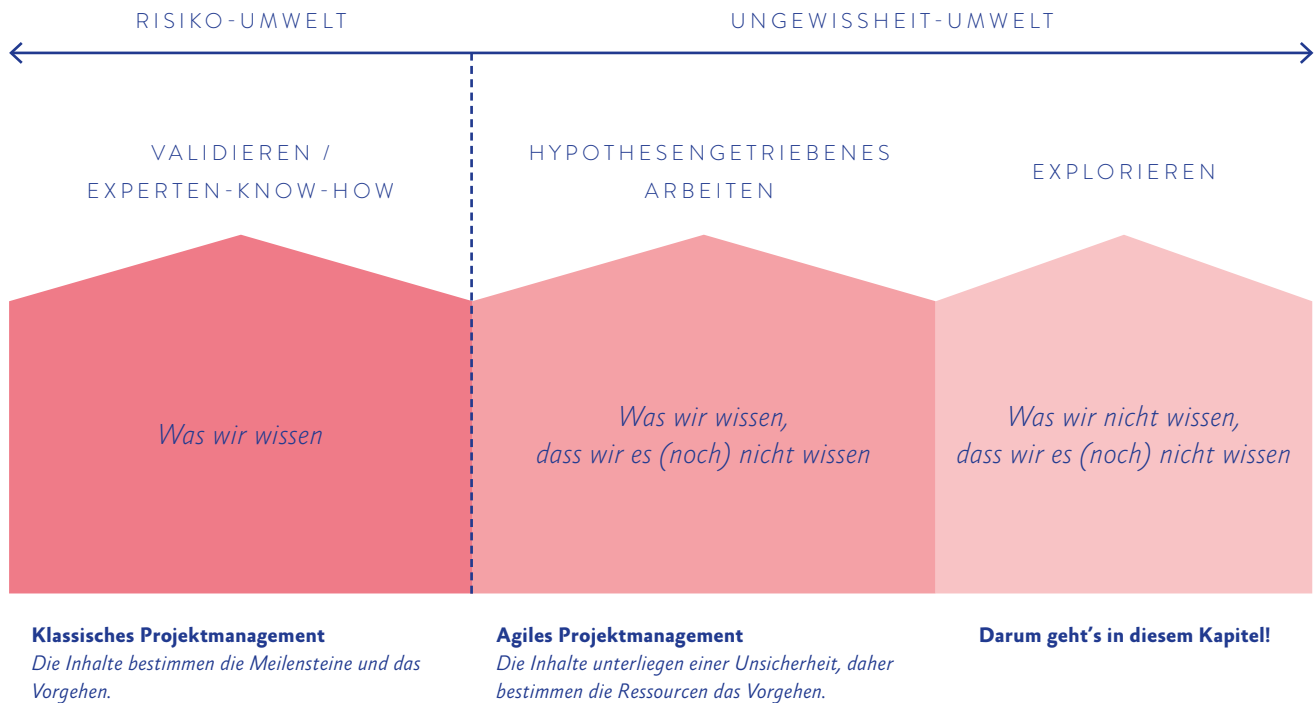 RISIKO-UMWELT
UNGEWISSHEIT-UMWELT
VALIDIEREN /
EXPERTEN-KNOW-HOW
HYPOTHESENGETRIEBENES
ARBEITEN
EXPLORIEREN
Was wir wissen
Was wir wissen,
dass wir es (noch) nicht wissen
Was wir nicht wissen,
dass wir es (noch) nicht wissen
Klassisches Projektmanagement
Die Inhalte bestimmen die Meilensteine und das
Vorgehen.
Agiles Projektmanagement
Die Inhalte unterliegen einer Unsicherheit, daher
bestimmen die Ressourcen das Vorgehen.
Darum geht’s in diesem Kapitel!